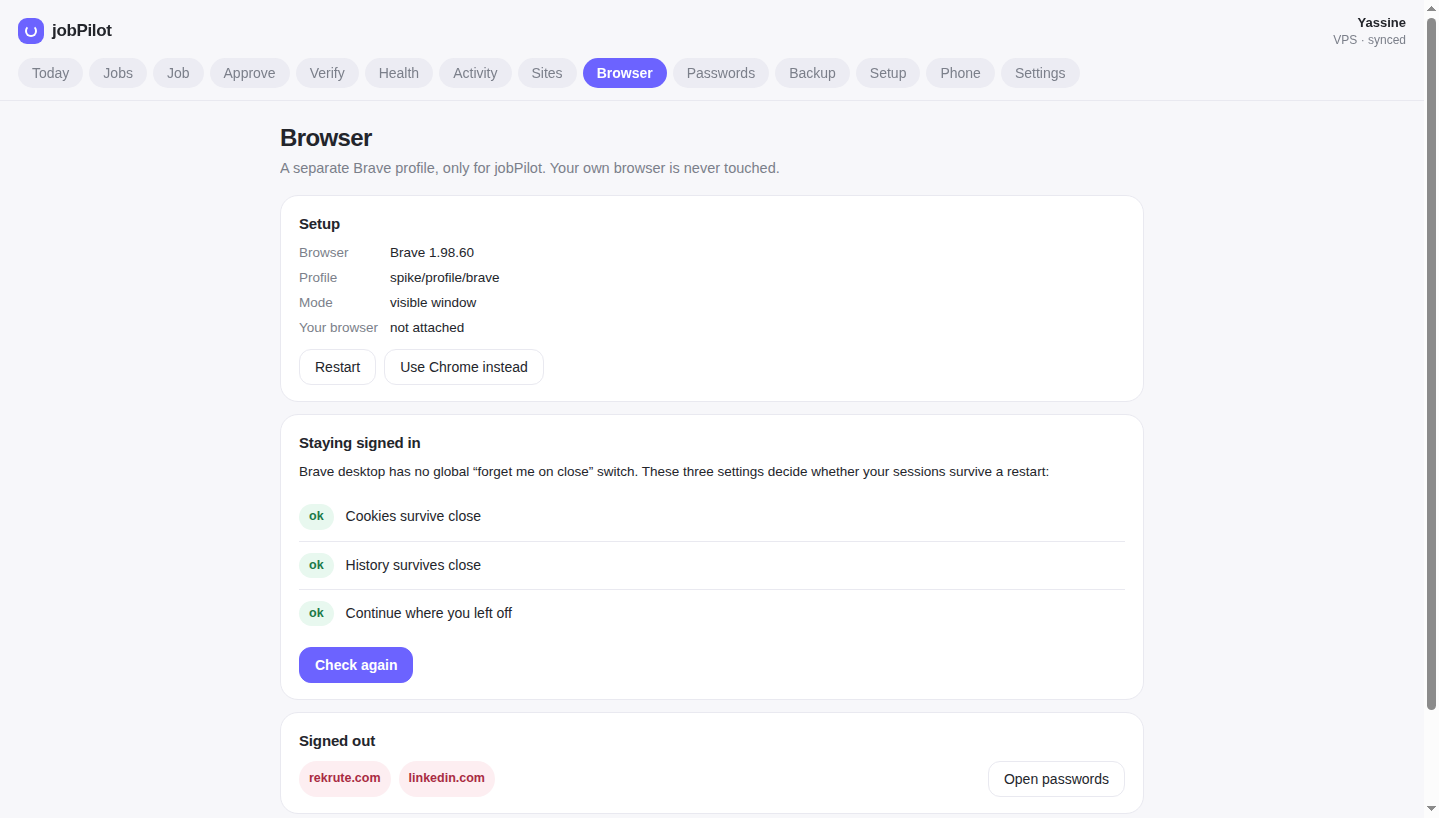 jobPilot
Yassine
VPS · synced
Today Jobs Job Approve Verify Health Activity Sites Browser Passwords Backup Setup Phone Settings
Browser
A separate Brave profile, only for jobPilot. Your own browser is never touched.
Setup
Browser Brave 1.98.60
Profile spike/profile/brave
Mode visible window
Your browser not attached
Restart Use Chrome instead
Staying signed in
Brave desktop has no global “forget me on close” switch. These three settings decide whether your sessions survive a restart:
ok Cookies survive close
ok History survives close
ok Continue where you left off
Check again
Signed out
rekrute.com linkedin.com Open passwords